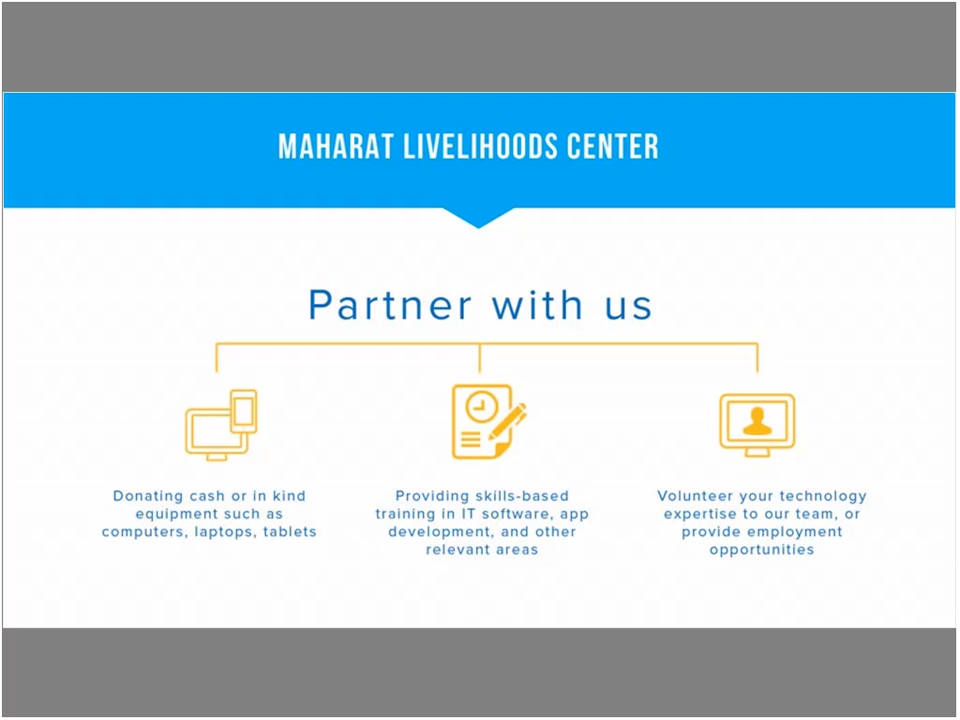 MAHARAT LIVELIHOODS CENTER
Partner with us
Donating cash or in kind
equipment such as
computers, laptops, tablets
Providing skills-based
training in IT software, app
development, and other
relevant areas
Volunteer your technology
expertise to our team, or
provide employment
opportunities